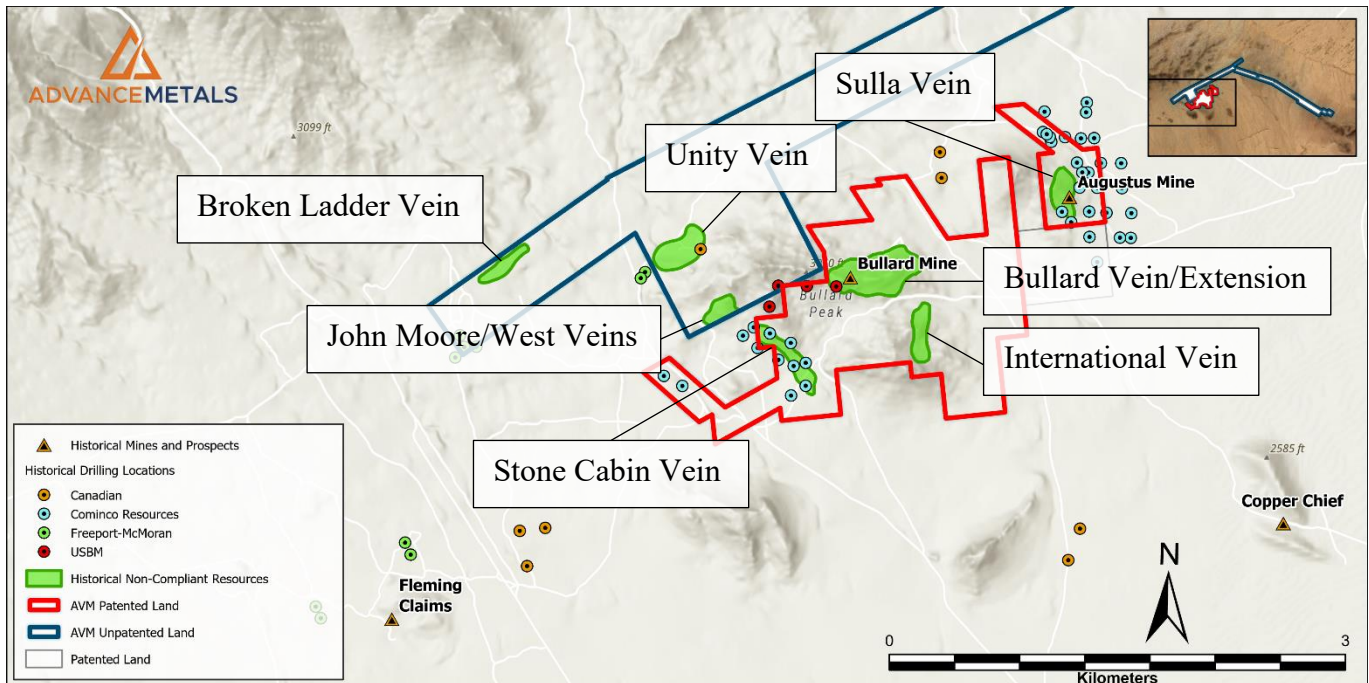 ADVANCEMETALS
3099 ft
Sulla Vein
Unity Vein
Broken Ladder Vein
Augustus Mine
Bullard Mine
Bullard
Peak
Bullard Vein/Extension
John Moore/West Veins
International Vein
Stone Cabin Vein
2585 ft
Copper Chief
Fleming
Claims
Historical Mines and Prospects
Historical Drilling Locations
Canadian
Cominco Resources
Freeport-McMoran
USBM
Historical Non-Compliant Resources
AVM Patented Land
AVM Unpatented Land
Patented Land
N
0
3
Kilometers